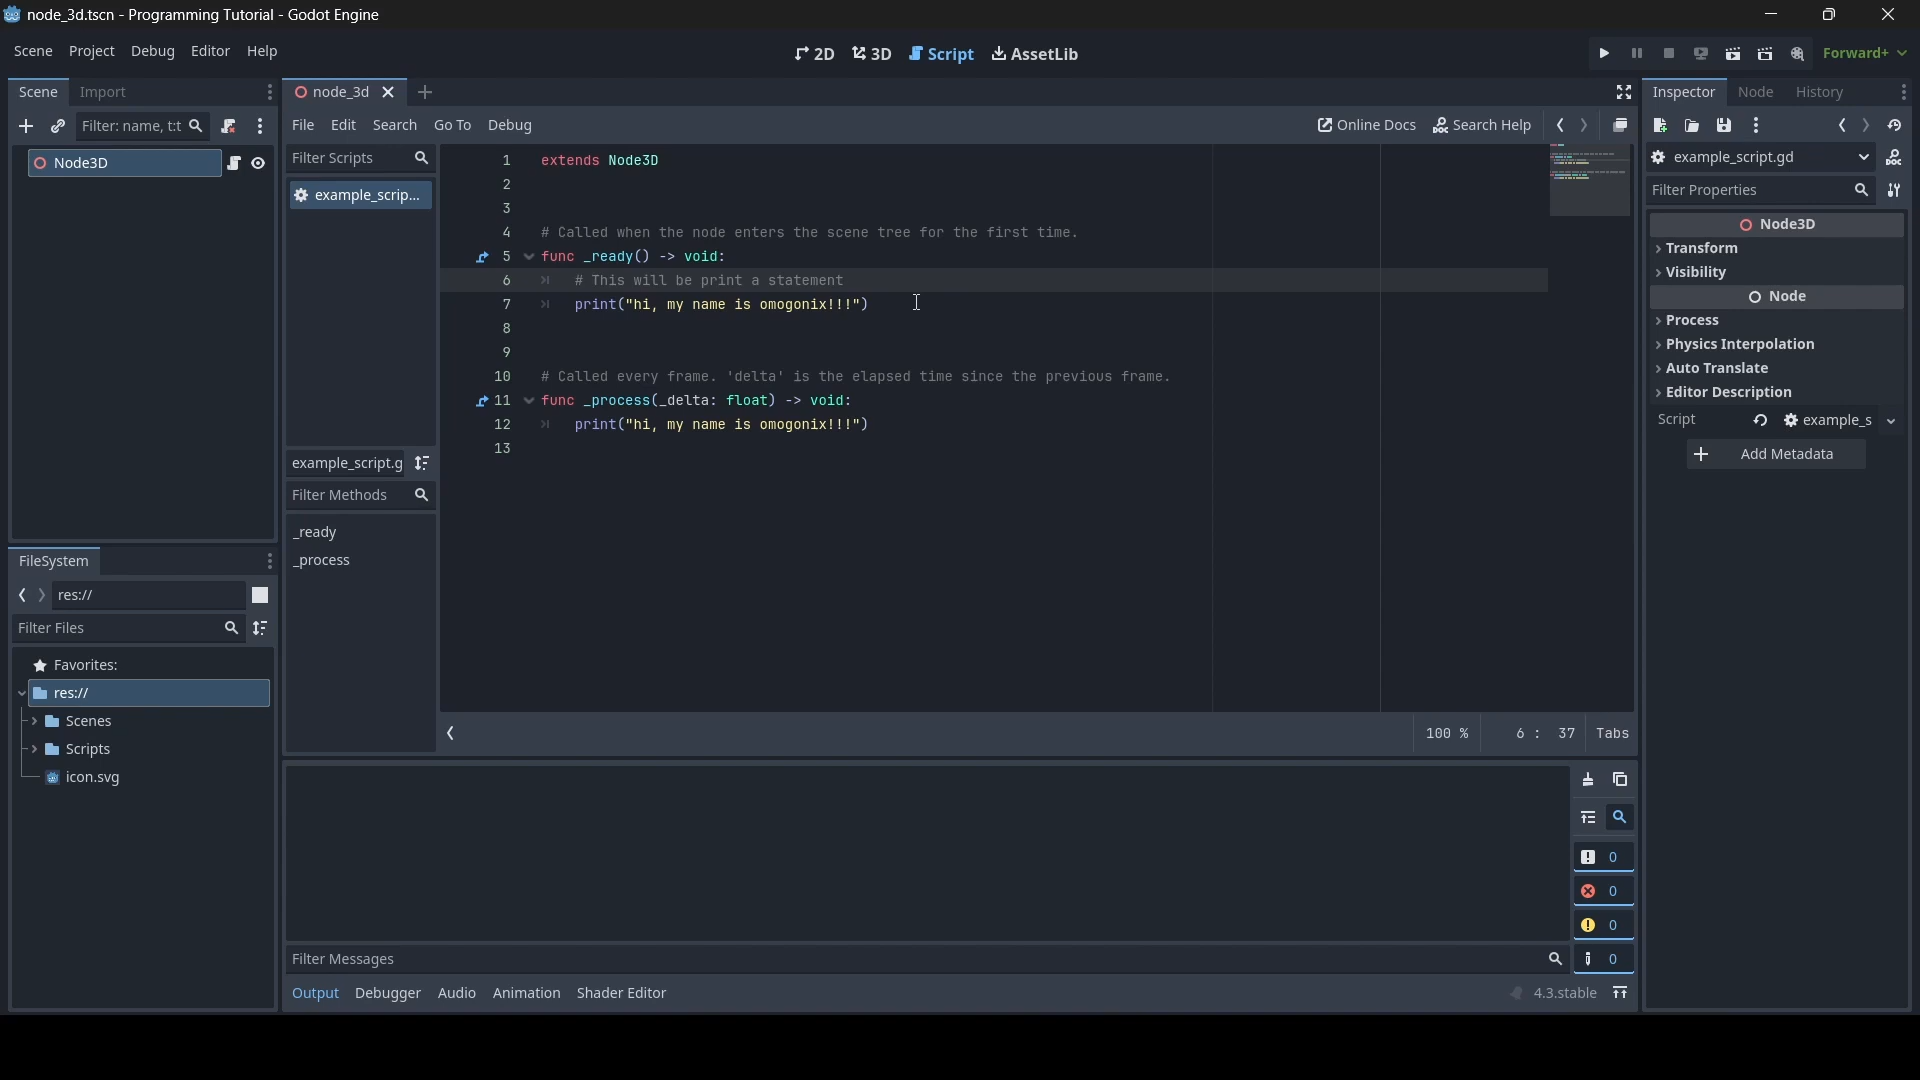 node_3d.tscn - Programming Tutorial - Godot Engine
Scene Project Debug Editor Help
2D 3D Script AssetLib
Forward+
Scene Import
Filter: name, t:t
Node3D
FileSystem
res://
Filter Files
Favorites:
res://
Scenes
Scripts
icon.svg
node_3d
File Edit Search Go To Debug
Online Docs Search Help
Filter Scripts
example_scrip...
example_script.g
Filter Methods
_ready
_process
1 extends Node3D
2
3
4 # Called when the node enters the scene tree for the first time.
5 func _ready() -> void:
6 # This will be print a statement
7 print("hi, my name is omogonix!!!")
8
9
10 # Called every frame. 'delta' is the elapsed time since the previous frame.
11 func _process(_delta: float) -> void:
12 print("hi, my name is omogonix!!!")
13
100 % 6 : 37 Tabs
0
0
0
0
Filter Messages
Output Debugger Audio Animation Shader Editor
4.3.stable
Inspector Node History
example_script.gd
Filter Properties
Node3D
Transform
Visibility
Node
Process
Physics Interpolation
Auto Translate
Editor Description
Script example_s
Add Metadata